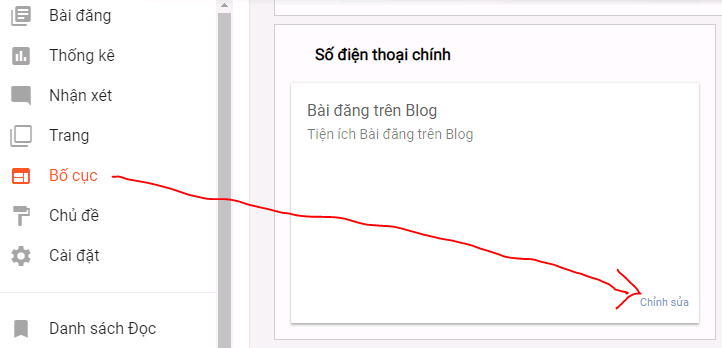 Bài đăng
Thống kê
Nhận xét
Trang
Bố cục
Chủ đề
Cài đặt
Danh sách Đọc
Số điện thoại chính
Bài đăng trên Blog
Tiện ích Bài đăng trên Blog
Chỉnh sửa